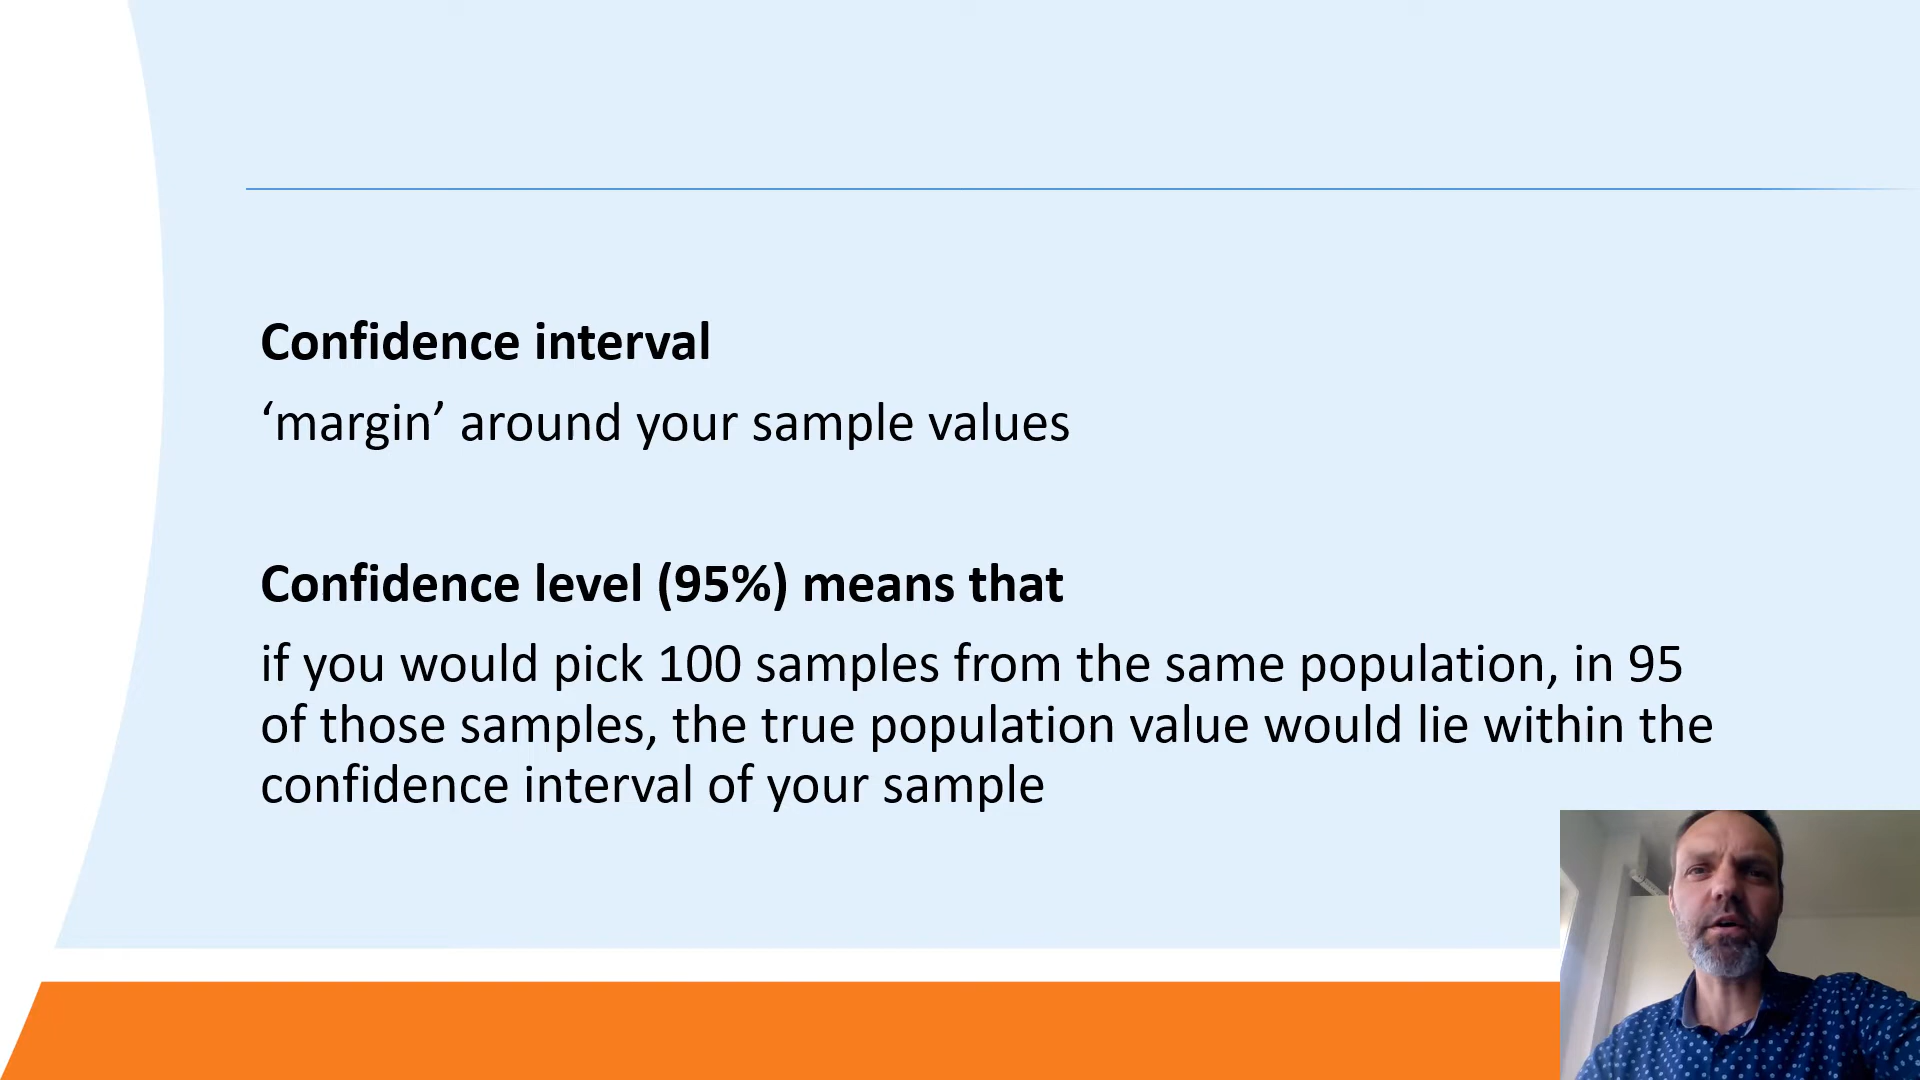 Confidence interval
‘margin’ around your sample values
Confidence level (95%) means that
if you would pick 100 samples from the same population, in 95
of those samples, the true population value would lie within the
confidence interval of your sample